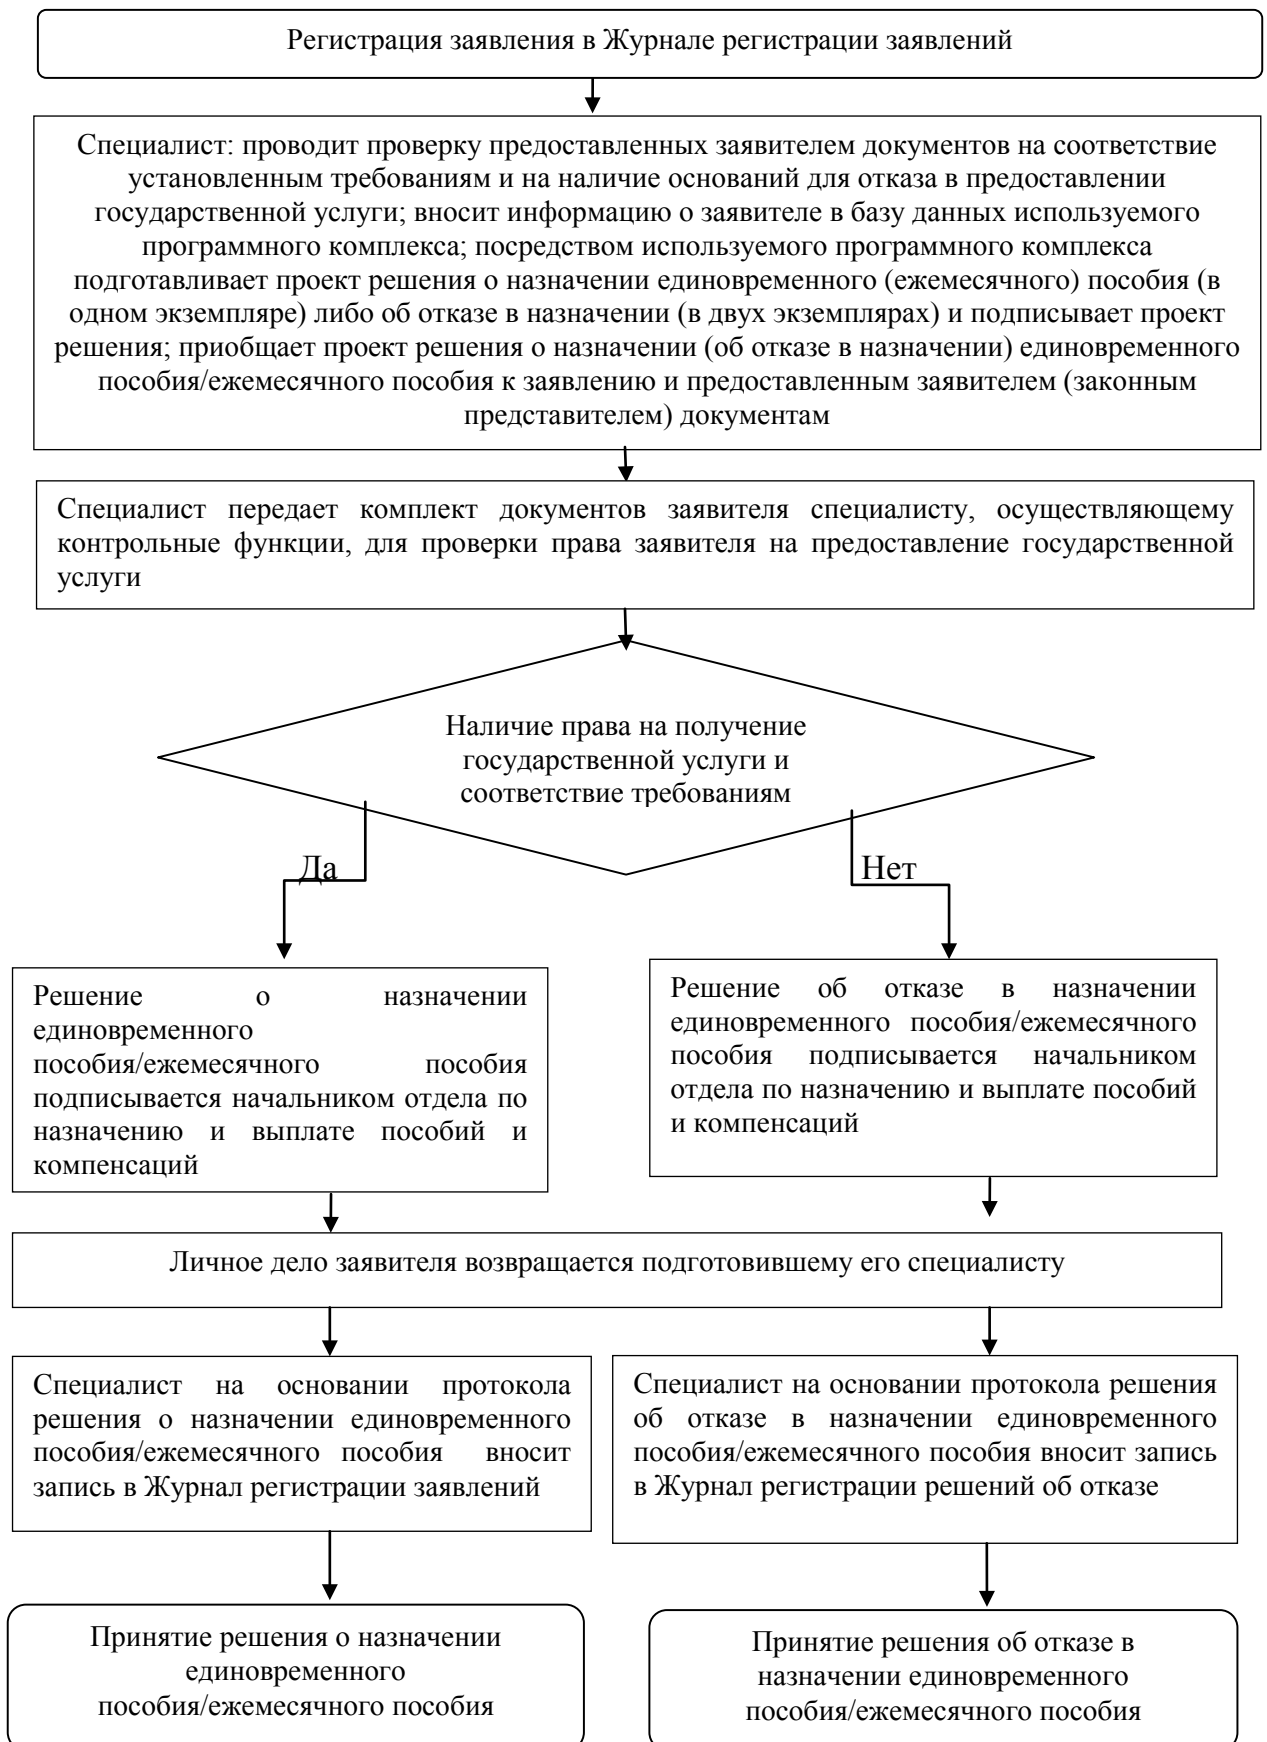 Регистрация заявления в Журнале регистрации заявлений
Специалист: проводит проверку предоставленных заявителем документов на соответствие
установленным требованиям и на наличие оснований для отказа в предоставлении
государственной услуги; вносит информацию о заявителе в базу данных используемого
программного комплекса; посредством используемого программного комплекса
подготавливает проект решения о назначении единовременного (ежемесячного) пособия (в
одном экземпляре) либо об отказе в назначении (в двух экземплярах) и подписывает проект
решения; приобщает проект решения о назначении (об отказе в назначении) единовременного
пособия/ежемесячного пособия к заявлению и предоставленным заявителем (законным
представителем) документам
Специалист передает комплект документов заявителя специалисту, осуществляющему
контрольные функции, для проверки права заявителя на предоставление государственной
услуги
Наличие права на получение
государственной услуги и
соответствие требованиям
Да
Нет
Решение о назначении
единовременного
пособия/ежемесячного пособия
подписывается начальником отдела по
назначению и выплате пособий и
компенсаций
Решение об отказе в назначении
единовременного пособия/ежемесячного
пособия подписывается начальником
отдела по назначению и выплате пособий
и компенсаций
Личное дело заявителя возвращается подготовившему его специалисту
Специалист на основании протокола
решения о назначении единовременного
пособия/ежемесячного пособия вносит
запись в Журнал регистрации заявлений
Специалист на основании протокола решения
об отказе в назначении единовременного
пособия/ежемесячного пособия вносит запись
в Журнал регистрации решений об отказе
Принятие решения о назначении
единовременного
пособия/ежемесячного пособия
Принятие решения об отказе в
назначении единовременного
пособия/ежемесячного пособия